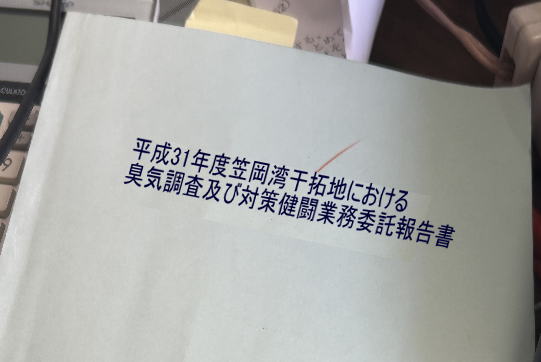 平成31年度笠岡湾干拓地における
臭気調査及び対策健闘業務委託報告書